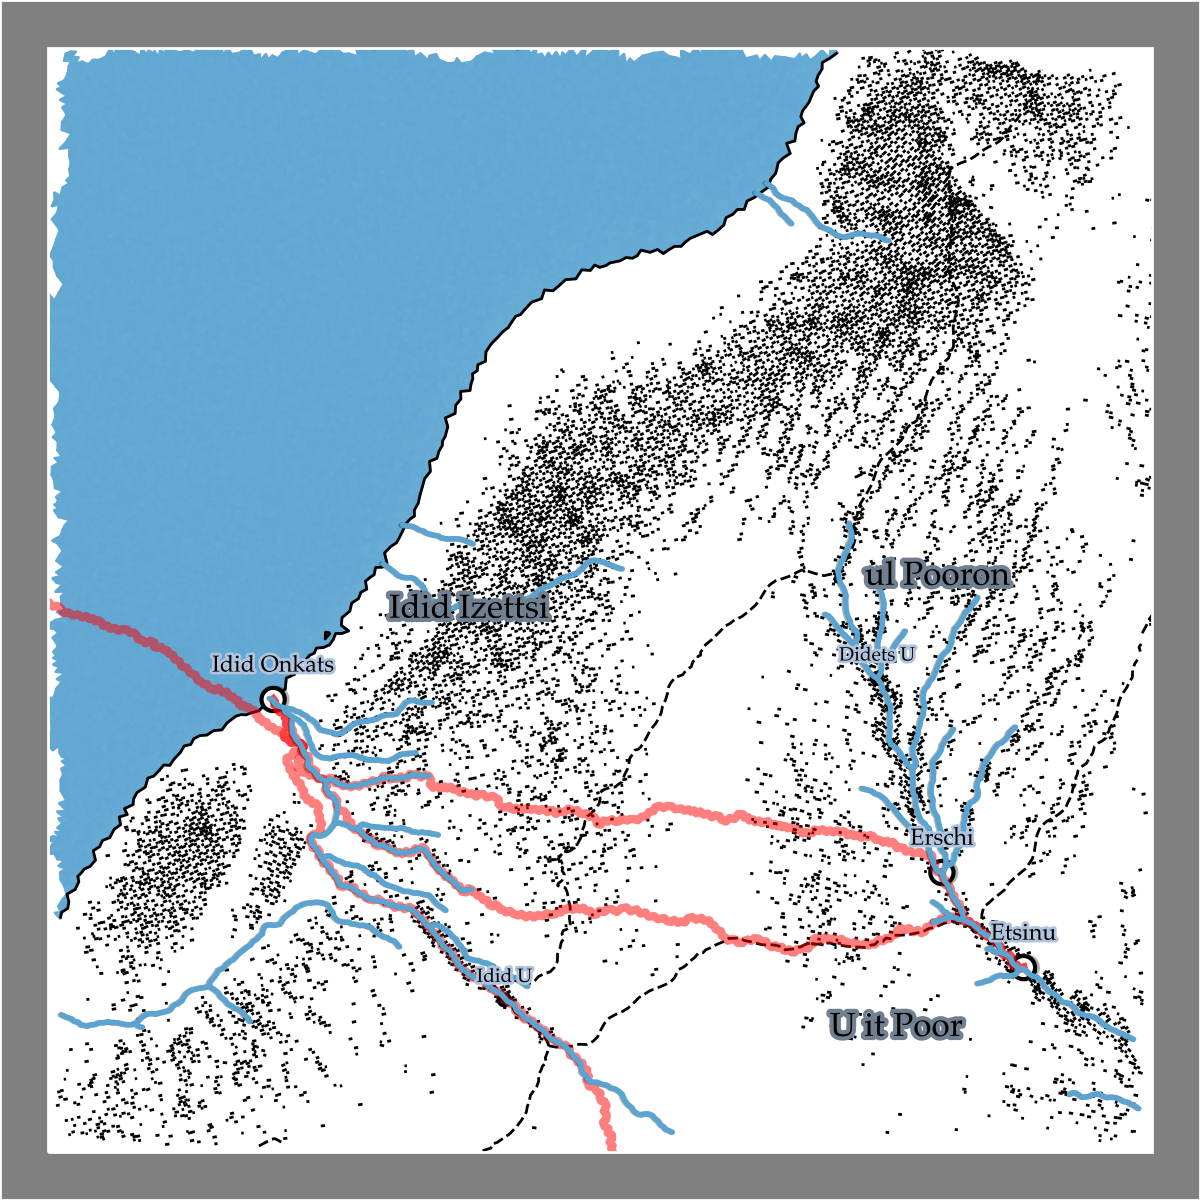 ul Pooron
Idid Izettsi
Didets U
Idid Onkats
Erschi
Etsinu
Idid U
U it Poor